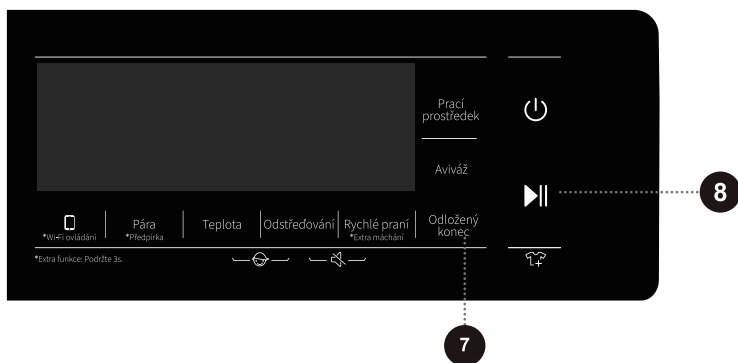 Prací
prostředek
Aviváž
8
*Wi-Fi ovládání
Pára
*Předpírka
Teplota
Odstřeďování
Rychlé praní
*Extra máchání
Odložený
konec
*Extra funkce: Podržte 3s.
7